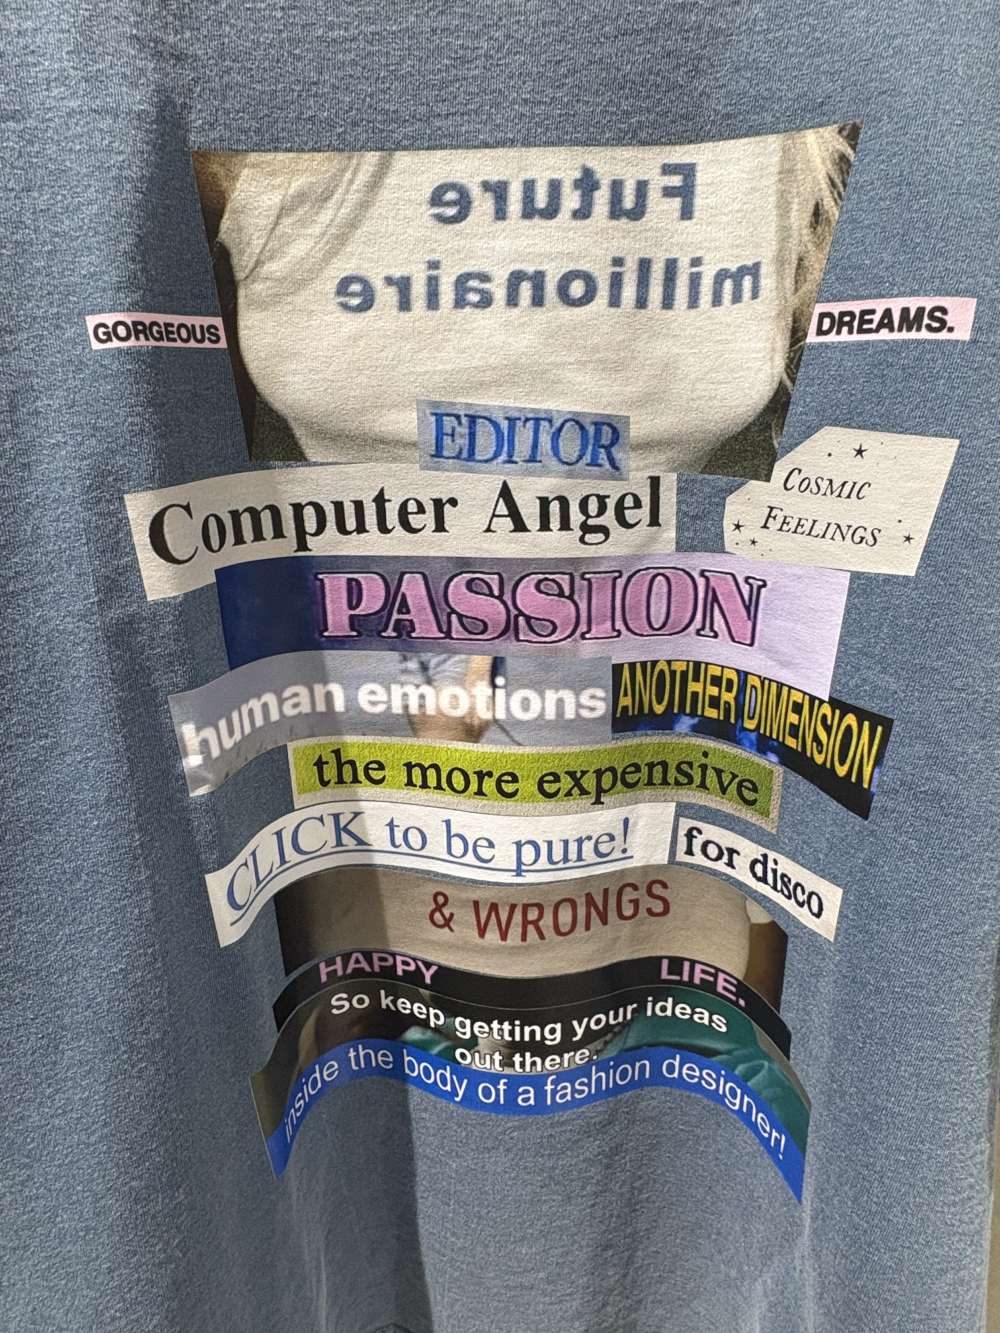 Future
millionaire
GORGEOUS
DREAMS.
EDITOR
Computer Angel
COSMIC
FEELINGS
PASSION
human emotions
ANOTHER DIMENSION
the more expensive
CLICK to be pure!
for disco
& WRONGS
HAPPY LIFE.
So keep getting your ideas
out there.
inside the body of a fashion designer!